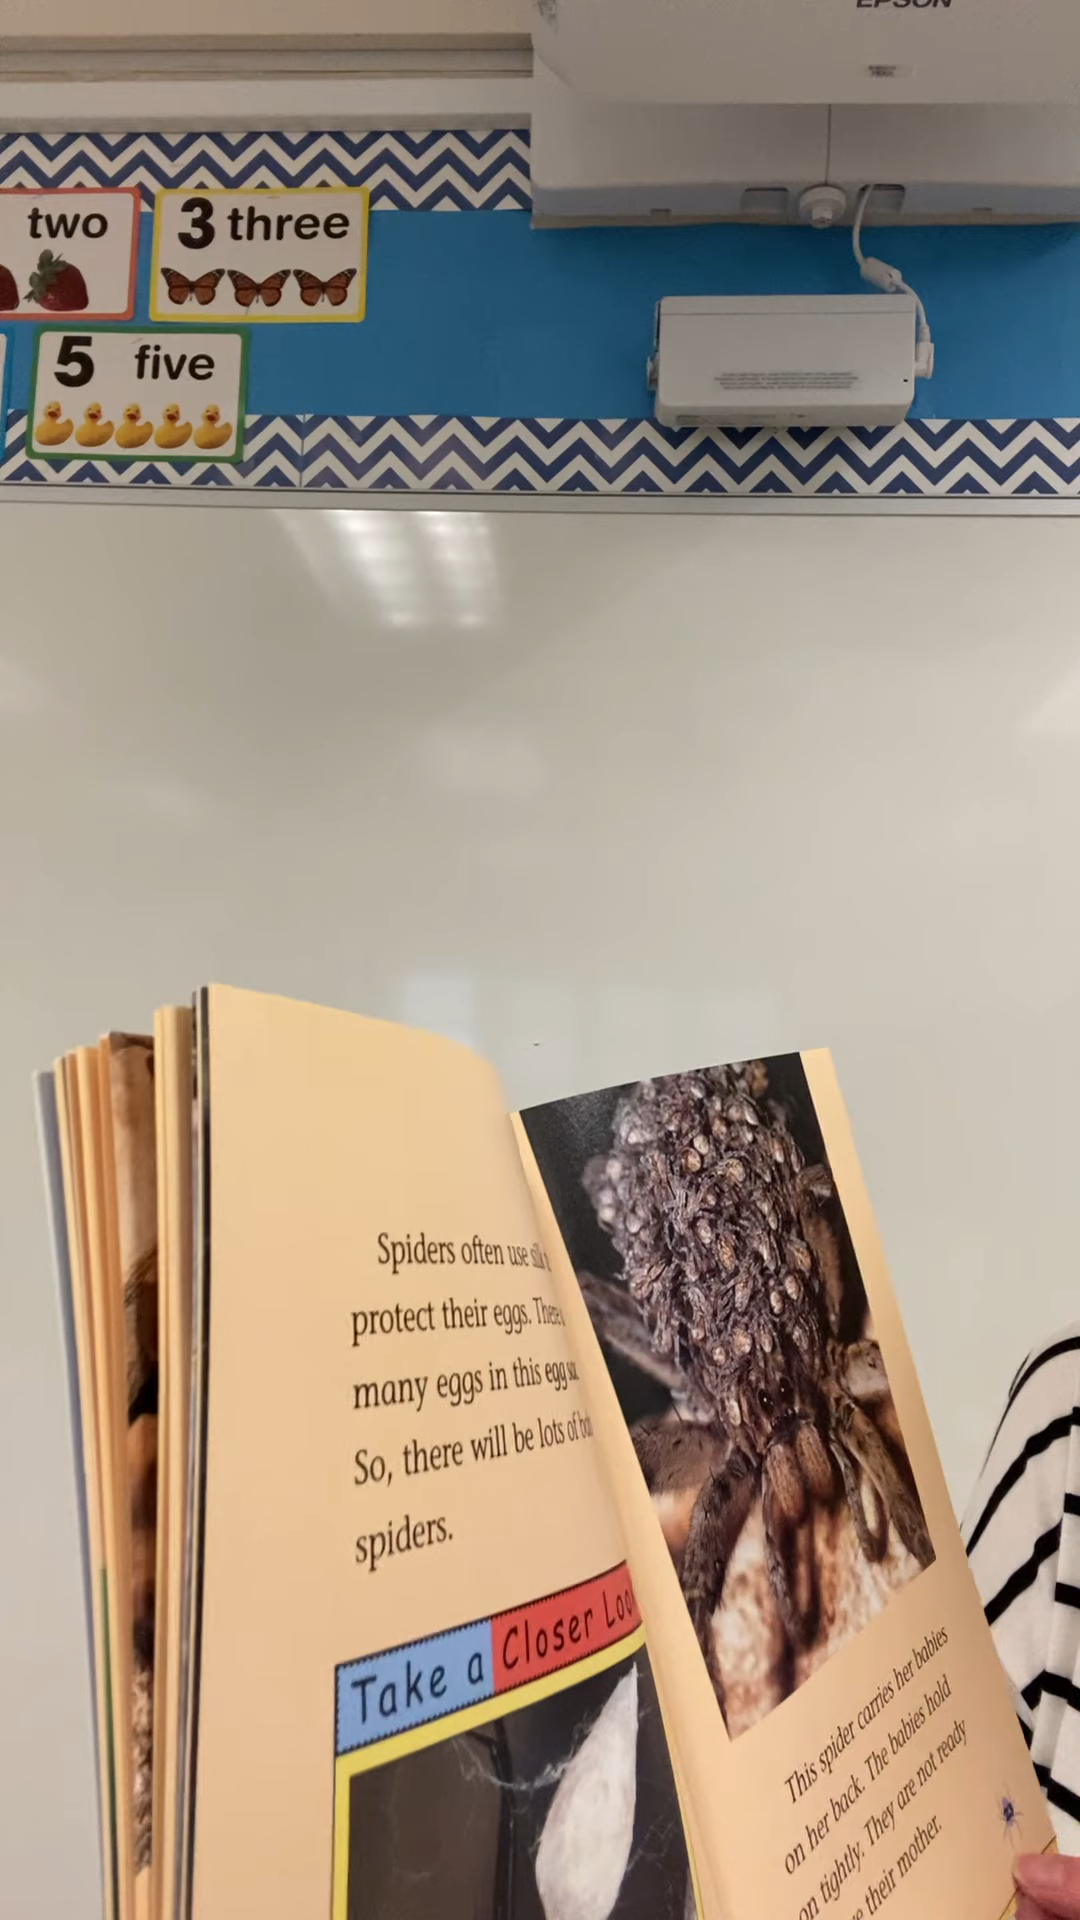 EPSON
two
3 three
5 five
Spiders often use silk
protect their eggs. There
many eggs in this egg
So, there will be lots of
spiders.
Take a Closer
This spider carries her babies
on her back. The babies hold
on tightly. They are not ready
their mother.